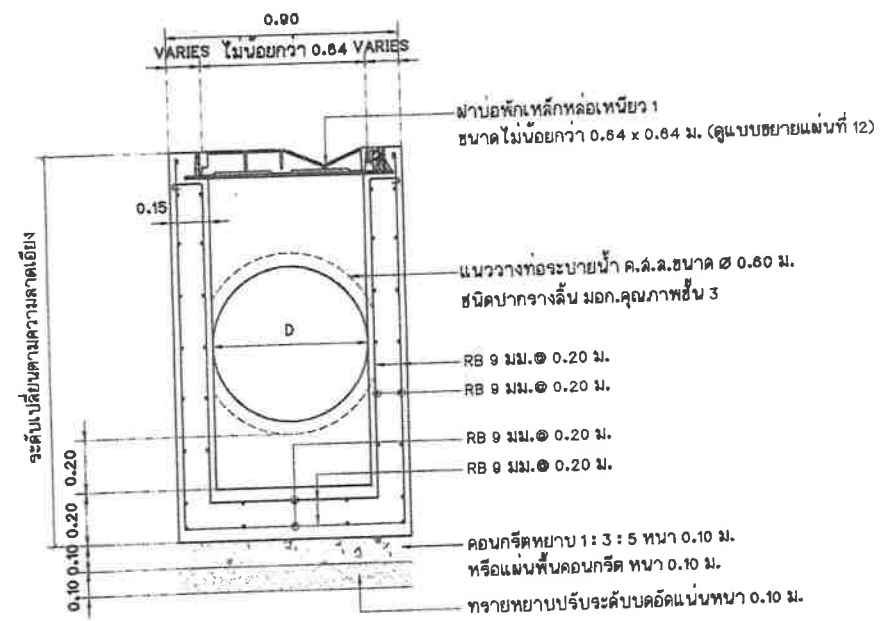 0.90
VARIES ไม่น้อยกว่า 0.64 VARIES
ฝาบ่อพักเหล็กหล่อเหนียว 1
ขนาดไม่น้อยกว่า 0.64 x 0.64 ม. (ดูแบบขยายแผ่นที่ 12)
0.15
ระดับเปลี่ยนตามความลาดเอียง
แนววางท่อระบายน้ำ ค.ส.ล.ขนาด Ø 0.60 ม.
ชนิดปากรางลิ้น มอก.คุณภาพชั้น 3
D
RB 9 มม.@ 0.20 ม.
RB 9 มม.@ 0.20 ม.
RB 9 มม.@ 0.20 ม.
RB 9 มม.@ 0.20 ม.
0.20
0.20
0.10
0.10
คอนกรีตหยาบ 1 : 3 : 5 หนา 0.10 ม.
หรือแผ่นพื้นคอนกรีต หนา 0.10 ม.
ทรายหยาบปรับระดับบดอัดแน่นหนา 0.10 ม.